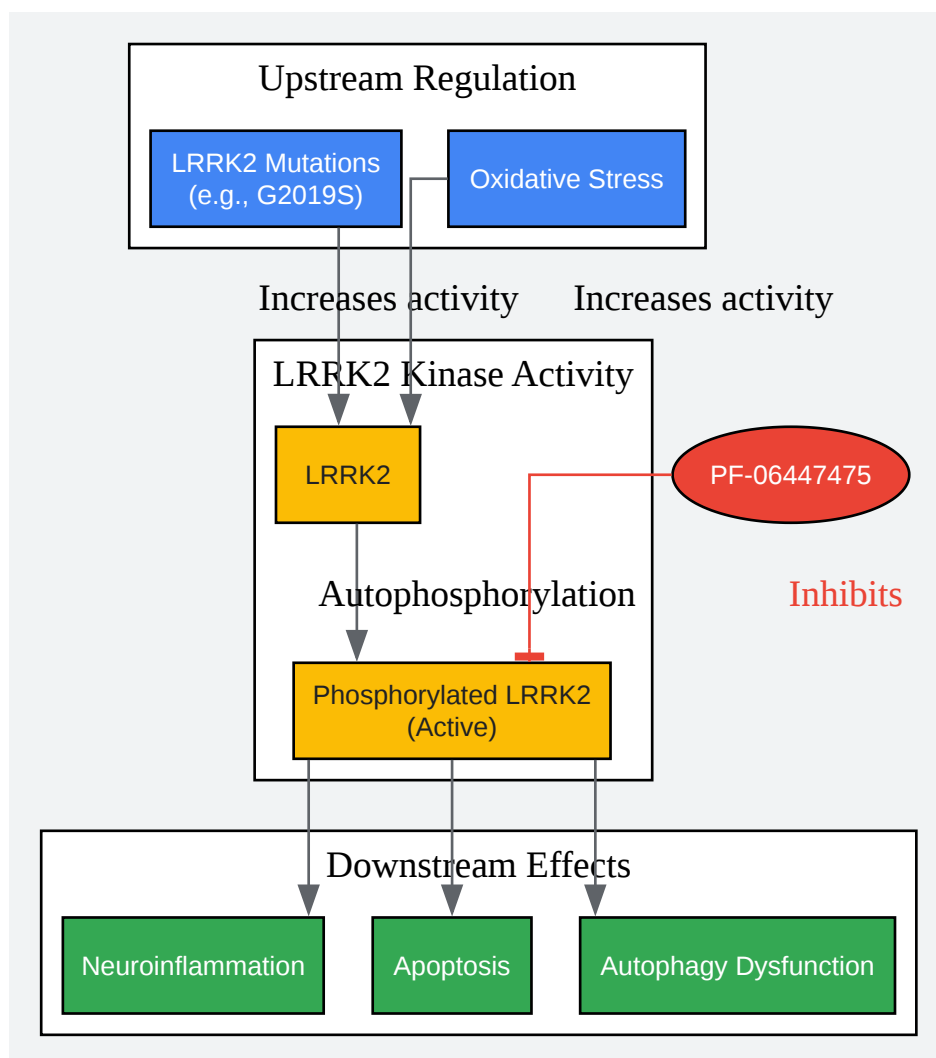 Upstream Regulation
LRRK2 Mutations
(e.g., G2019S)
Oxidative Stress
Increases activity
Increases activity
LRRK2 Kinase Activity
LRRK2
PF-06447475
Autophosphorylation
Inhibits
Phosphorylated LRRK2
(Active)
Downstream Effects
Neuroinflammation
Apoptosis
Autophagy Dysfunction